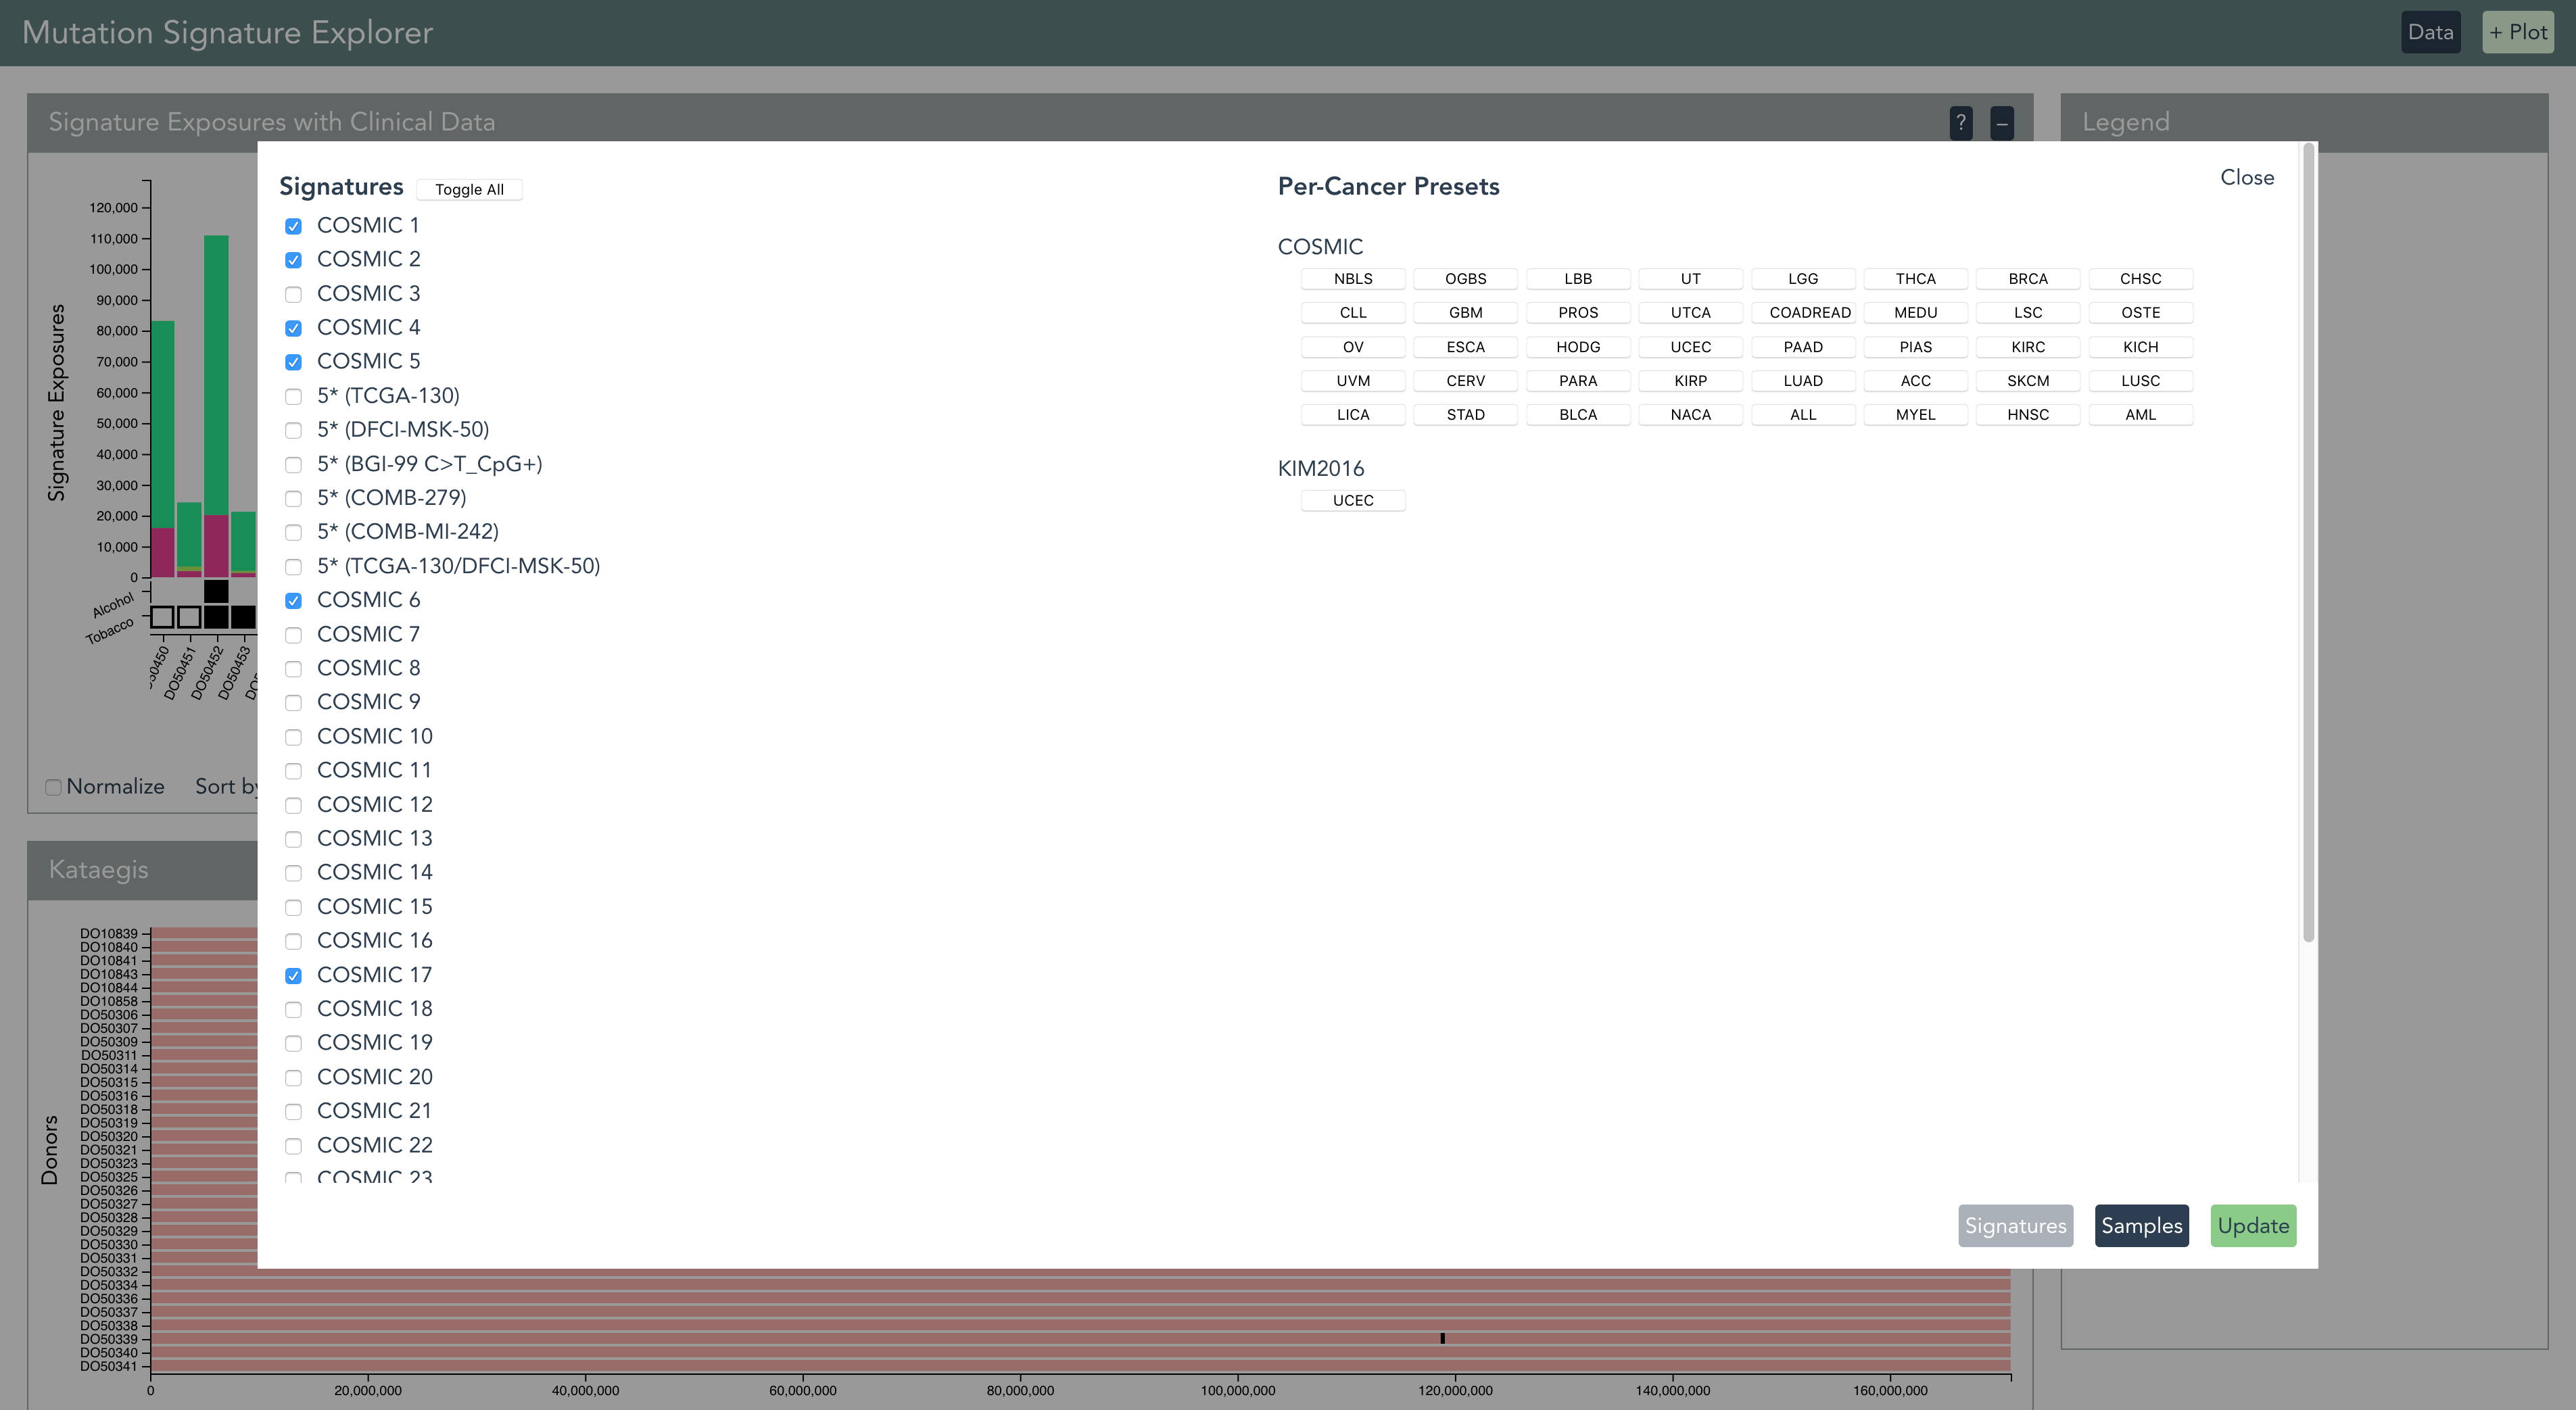 Mutation Signature Explorer
Data
+ Plot
Signature Exposures with Clinical Data
?
–
Legend
Signature Exposures
120,000
110,000
100,000
90,000
80,000
70,000
60,000
50,000
40,000
30,000
20,000
10,000
0
Alcohol
Tobacco
DO50451
DO50452
DO50453
Normalize
Sort by
Signatures
Toggle All
COSMIC 1
COSMIC 2
COSMIC 3
COSMIC 4
COSMIC 5
5* (TCGA-130)
5* (DFCI-MSK-50)
5* (BGI-99 C>T_CpG+)
5* (COMB-279)
5* (COMB-MI-242)
5* (TCGA-130/DFCI-MSK-50)
COSMIC 6
COSMIC 7
COSMIC 8
COSMIC 9
COSMIC 10
COSMIC 11
COSMIC 12
COSMIC 13
COSMIC 14
COSMIC 15
COSMIC 16
COSMIC 17
COSMIC 18
COSMIC 19
COSMIC 20
COSMIC 21
COSMIC 22
COSMIC 23
Per-Cancer Presets
Close
COSMIC
NBLS OGBS LBB UT LGG THCA BRCA CHSC
CLL GBM PROS UTCA COADREAD MEDU LSC OSTE
OV ESCA HODG UCEC PAAD PIAS KIRC KICH
UVM CERV PARA KIRP LUAD ACC SKCM LUSC
LICA STAD BLCA NACA ALL MYEL HNSC AML
KIM2016
UCEC
Signatures
Samples
Update
Kataegis
Donors
DO10839
DO10840
DO10841
DO10843
DO10844
DO10858
DO50306
DO50307
DO50309
DO50311
DO50314
DO50315
DO50316
DO50318
DO50319
DO50320
DO50321
DO50323
DO50325
DO50326
DO50327
DO50328
DO50329
DO50330
DO50331
DO50332
DO50334
DO50336
DO50337
DO50338
DO50339
DO50340
DO50341
0 20,000,000 40,000,000 60,000,000 80,000,000 100,000,000 120,000,000 140,000,000 160,000,000